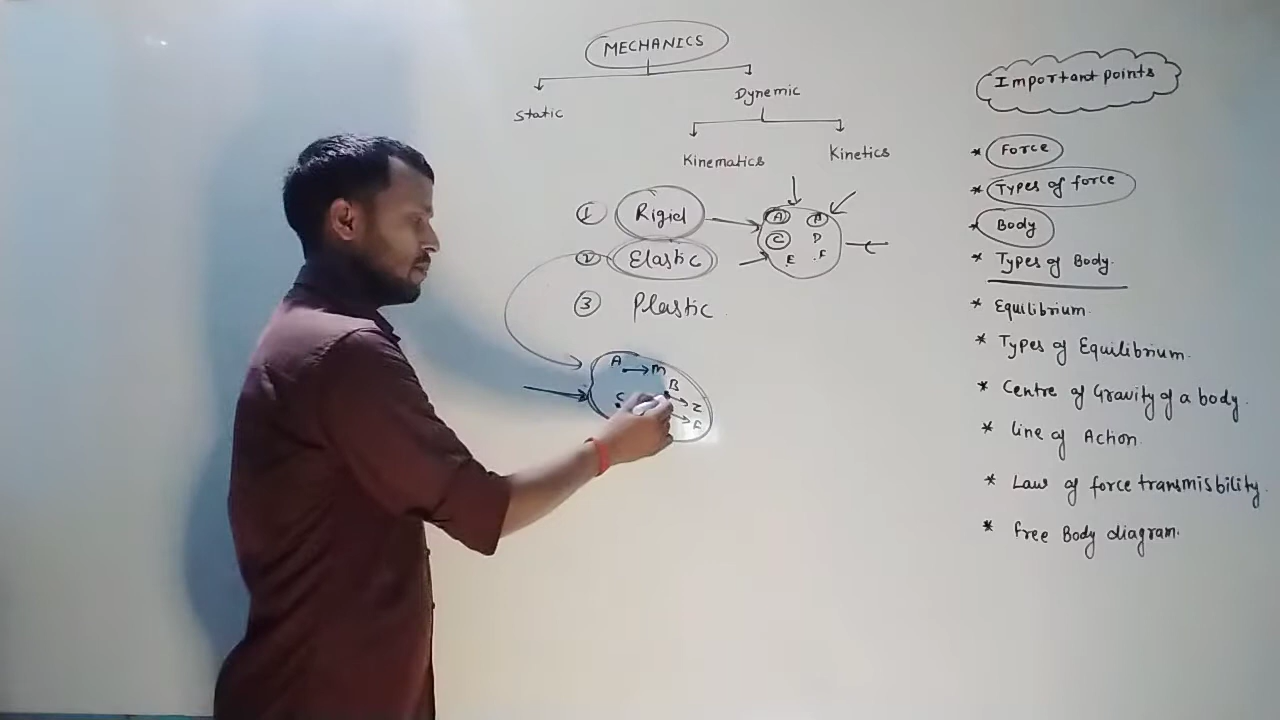 MECHANICS
Static
Dynemic
Kinematics
Kinetics
① Rigid
② Elastic
③ Plastic
A A
C D
E F
A m
B
C z
F
Important points
* Force
* Types of force
* Body
* Types of Body.
* Equilibrium.
* Types of Equilibrium.
* Centre of Gravity of a body.
* line of Action.
* Law of force transmisbility.
* free Body diagram.